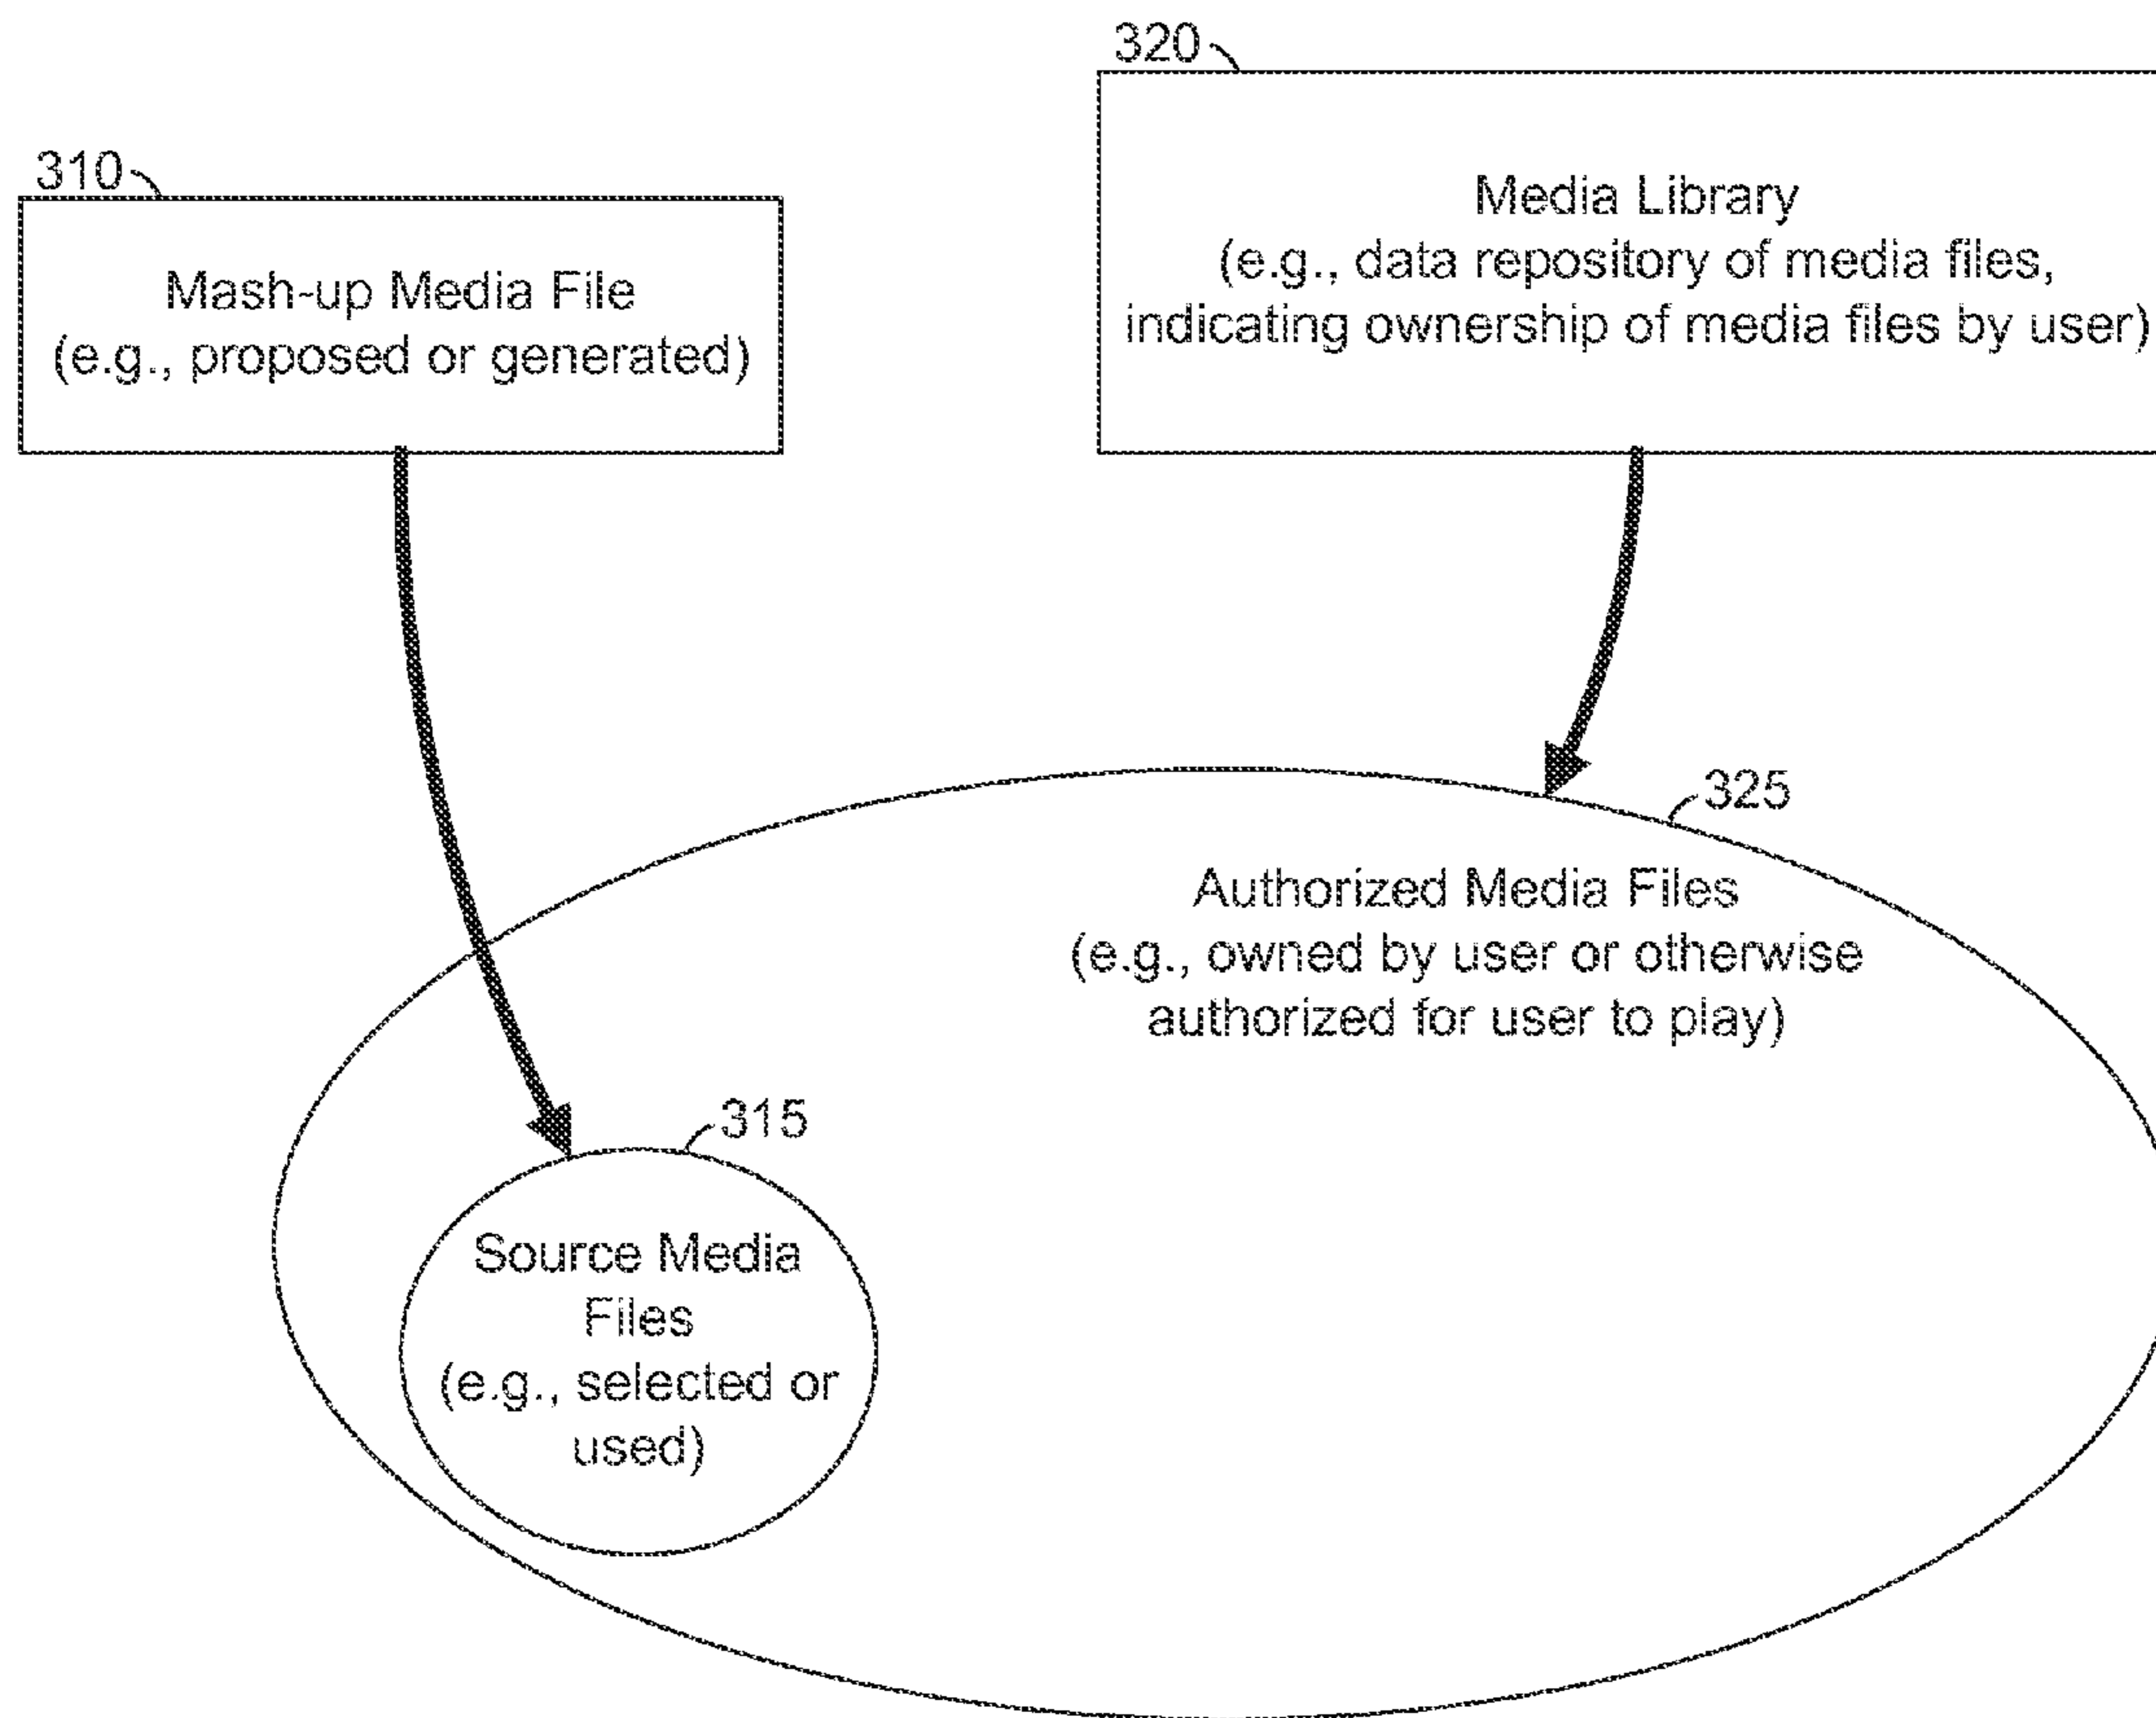 320
310
Media Library
(e.g., data repository of media files,
indicating ownership of media files by user)
Mash-up Media File
(e.g., proposed or generated)
325
Authorized Media Files
(e.g., owned by user or otherwise
authorized for user to play)
315
Source Media
Files
(e.g., selected or
used)